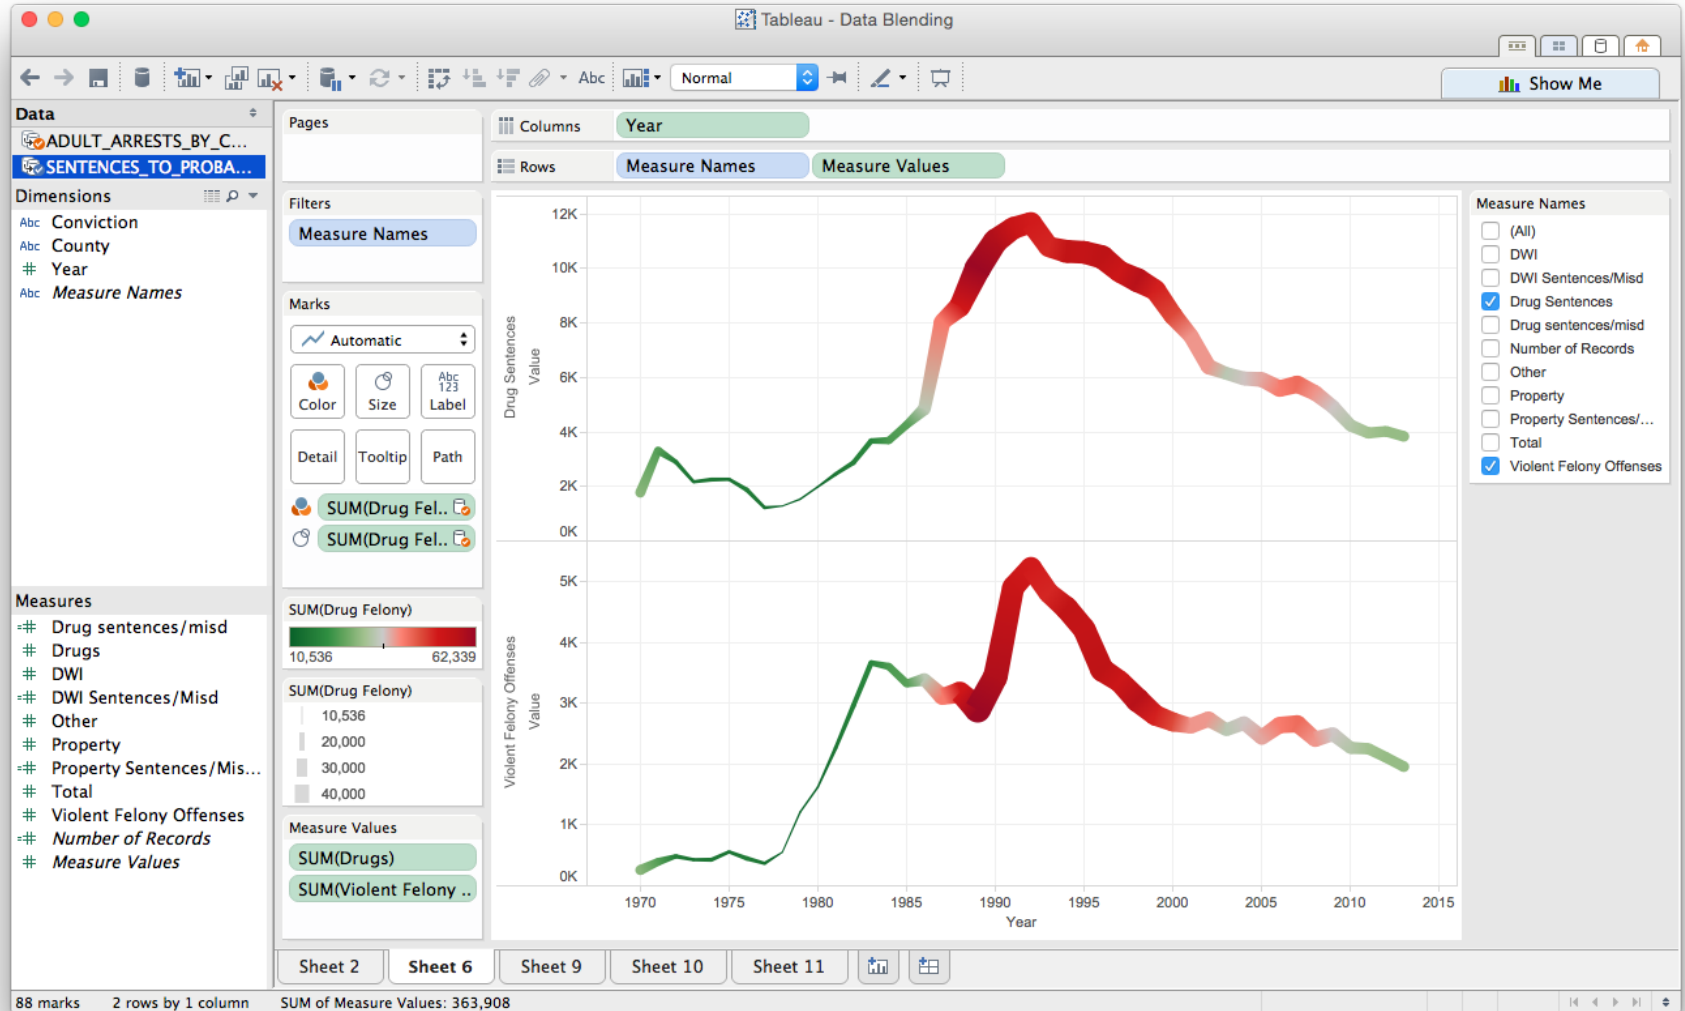 Tableau - Data Blending
Abc
Normal
Show Me
Data
ADULT_ARRESTS_BY_C...
SENTENCES_TO_PROBA...
Dimensions
Abc Conviction
Abc County
Year
Abc Measure Names
Measures
Drug sentences/misd
Drugs
DWI
DWI Sentences/Misd
Other
Property
Property Sentences/Mis...
Total
Violent Felony Offenses
Number of Records
Measure Values
Pages
Filters
Measure Names
Marks
Automatic
Color
Size
Abc
123
Label
Detail
Tooltip
Path
SUM(Drug Fel..
SUM(Drug Fel..
SUM(Drug Felony)
10,536 62,339
SUM(Drug Felony)
10,536
20,000
30,000
40,000
Measure Values
SUM(Drugs)
SUM(Violent Felony ..
Columns Year
Rows Measure Names Measure Values
Drug Sentences
Value
12K
10K
8K
6K
4K
2K
0K
Violent Felony Offenses
Value
5K
4K
3K
2K
1K
0K
1970 1975 1980 1985 1990 1995 2000 2005 2010 2015
Year
Measure Names
(All)
DWI
DWI Sentences/Misd
Drug Sentences
Drug sentences/misd
Number of Records
Other
Property
Property Sentences/...
Total
Violent Felony Offenses
Sheet 2 Sheet 6 Sheet 9 Sheet 10 Sheet 11
88 marks 2 rows by 1 column SUM of Measure Values: 363,908